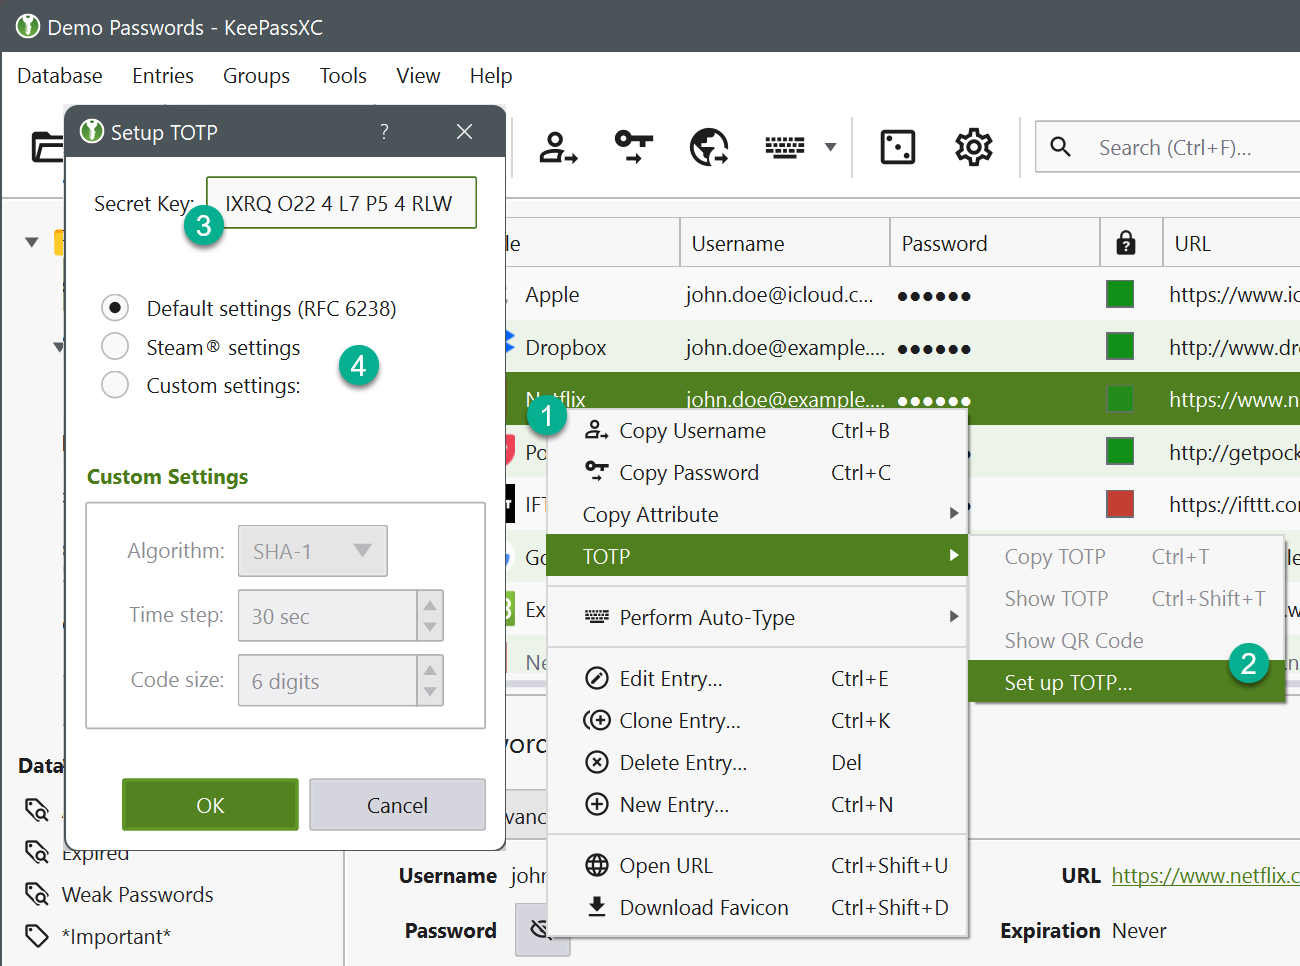 Demo Passwords - KeePassXC
Database Entries Groups Tools View Help
Search (Ctrl+F)...
Setup TOTP ?
Secret Key: IXRQ O22 4 L7 P5 4 RLW
3
Default settings (RFC 6238)
Steam® settings
Custom settings:
4
Custom Settings
Algorithm: SHA-1
Time step: 30 sec
Code size: 6 digits
OK Cancel
le Username Password URL
Apple john.doe@icloud.c... ●●●●●● https://www.ic
Dropbox john.doe@example.... ●●●●●● http://www.dr
Netflix john.doe@example.... ●●●●●● https://www.n
Po http://getpock
IFT https://ifttt.co
Go
Ex
Ne
1
Copy Username Ctrl+B
Copy Password Ctrl+C
Copy Attribute
TOTP
Perform Auto-Type
Edit Entry... Ctrl+E
Clone Entry... Ctrl+K
Delete Entry... Del
New Entry... Ctrl+N
Open URL Ctrl+Shift+U
Download Favicon Ctrl+Shift+D
Copy TOTP Ctrl+T
Show TOTP Ctrl+Shift+T
Show QR Code
Set up TOTP...
2
Data
Expired
Weak Passwords
*Important*
Username john
Password
URL https://www.netflix.c
Expiration Never